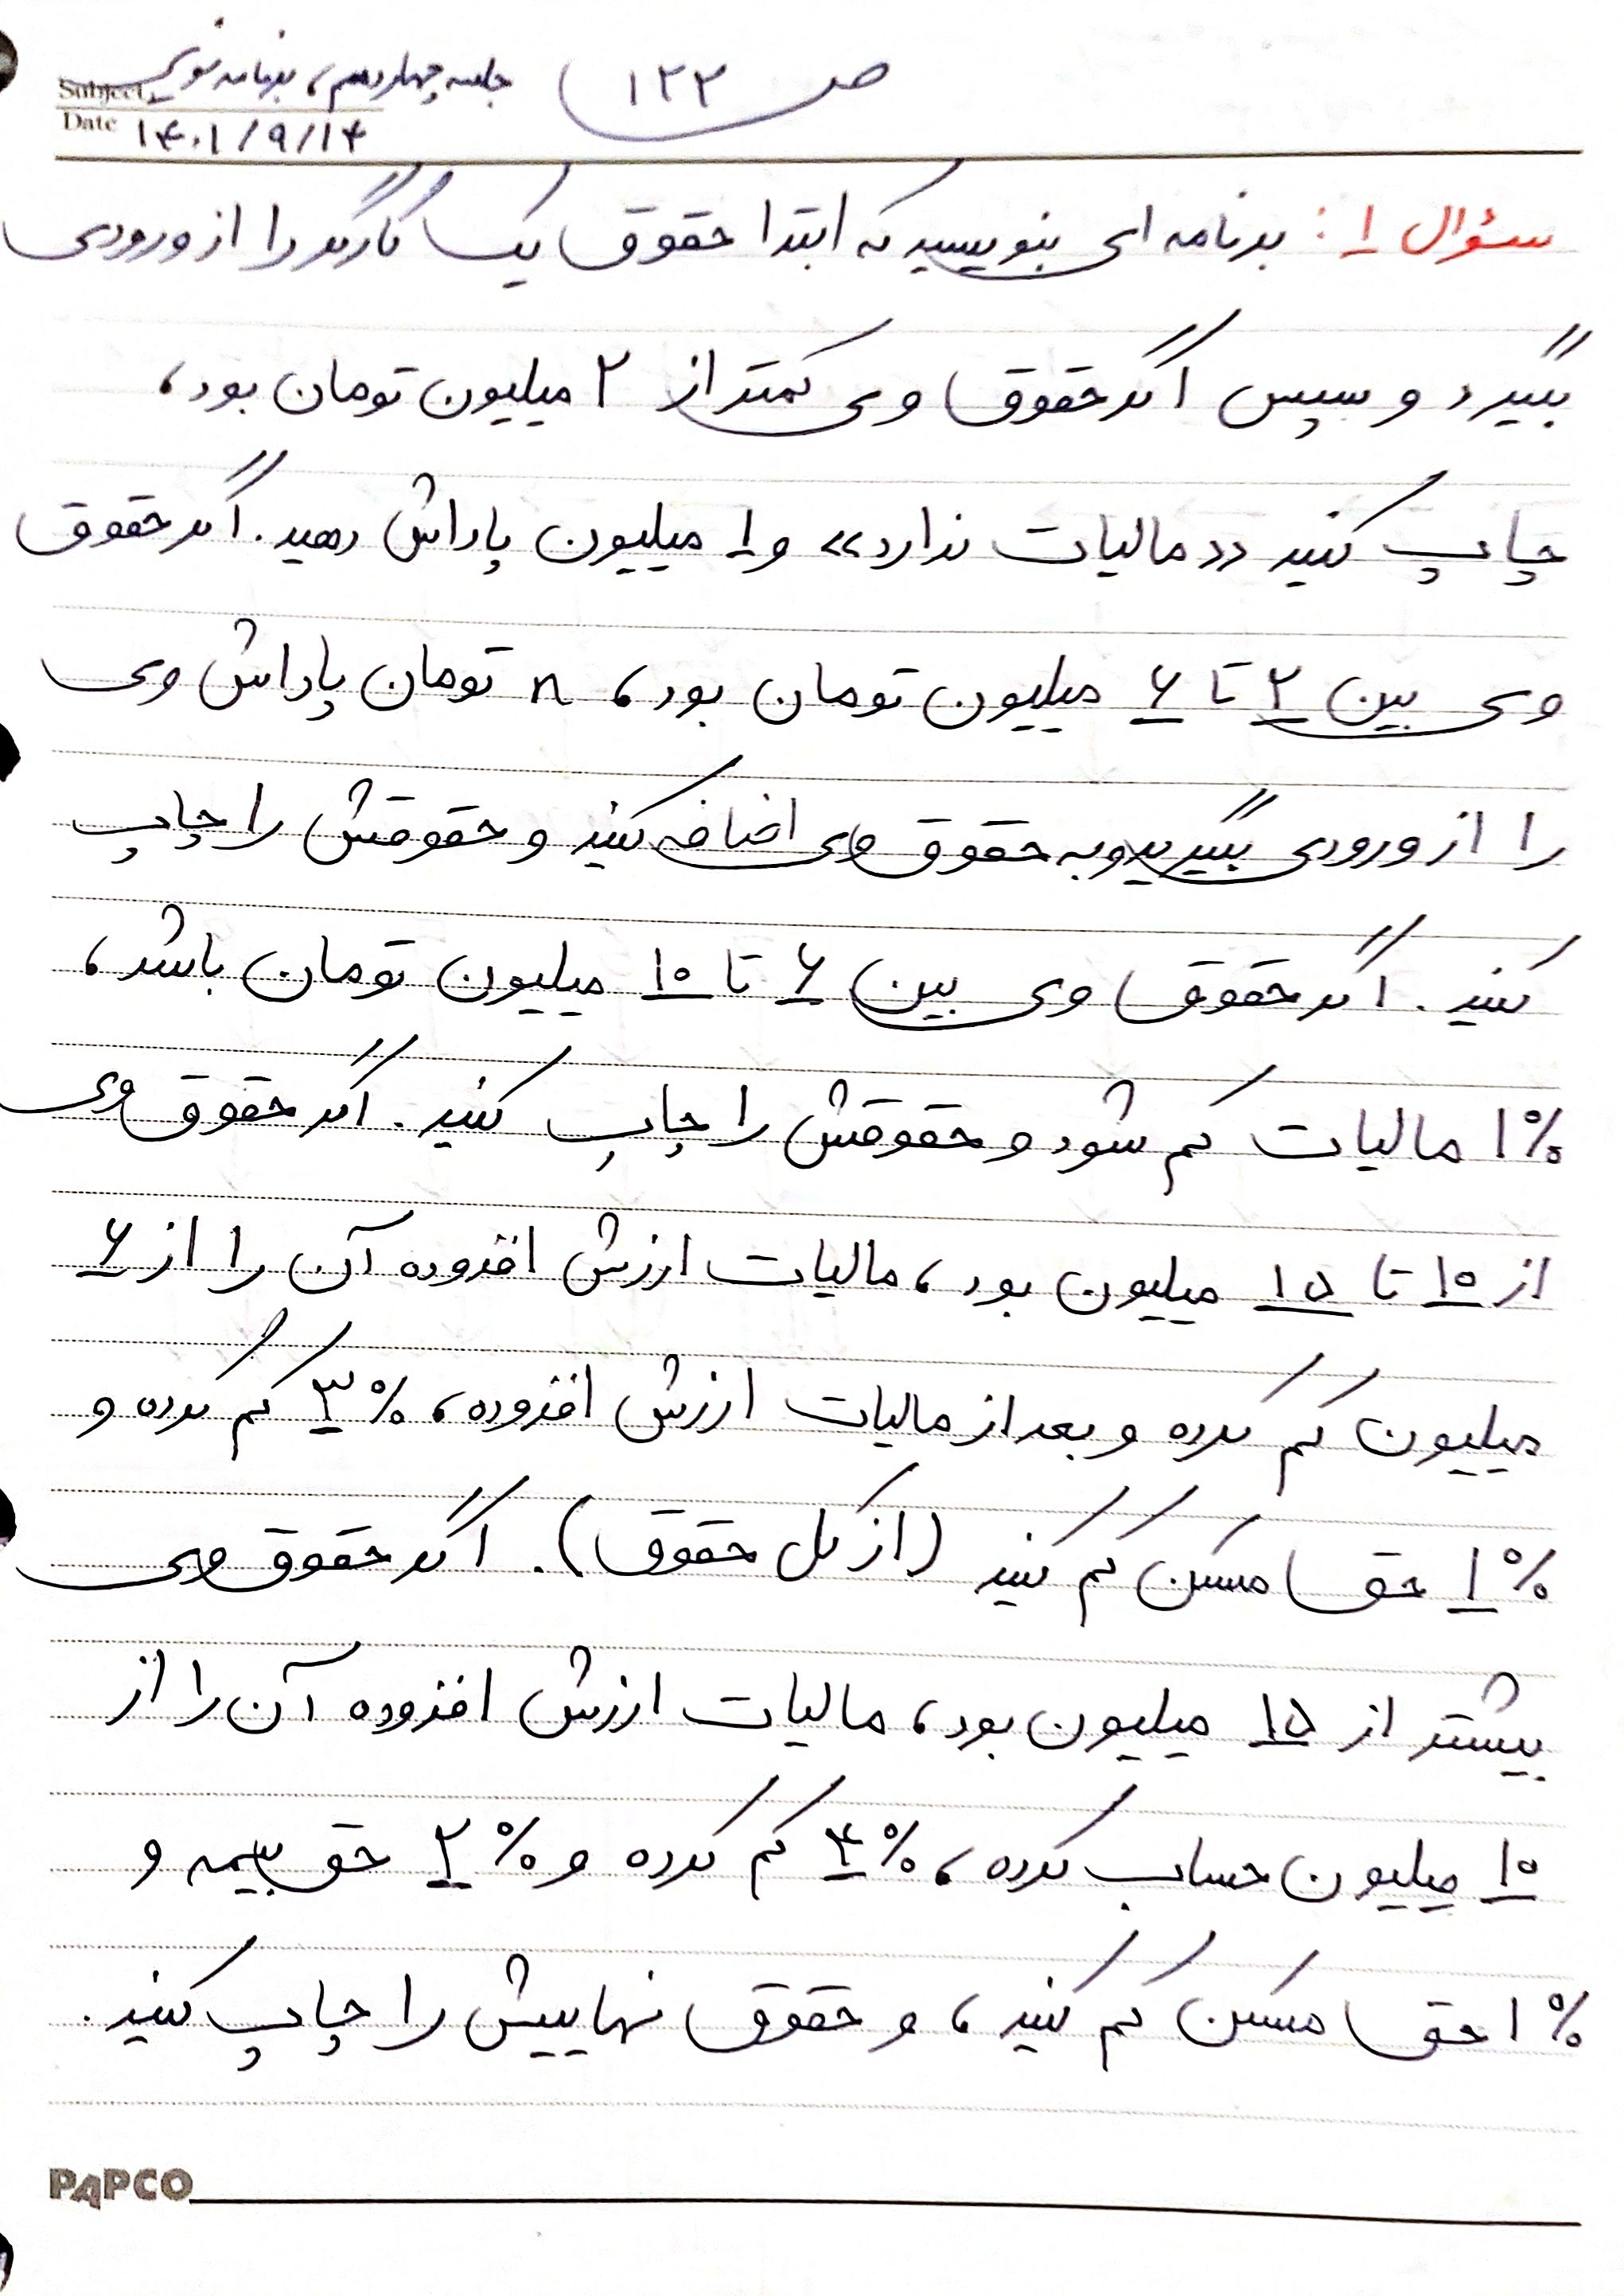 ص ۱۲۲
جلسه چهاردهم، برنامه نویسی
Subject
Date ۱۴۰۱/۹/۱۴
سؤال ۱: برنامه ای بنویسید که ابتدا حقوق یک کارگر را از ورودی
بگیرد و سپس اگر حقوق وی کمتر از ۲ میلیون تومان بود،
چاپ کنید «مالیات ندارد» و ۱ میلیون پاداش دهید. اگر حقوق
وی بین ۲ تا ۶ میلیون تومان بود، n تومان پاداش وی
را از ورودی بگیرید و به حقوق وی اضافه کنید و حقوقش را چاپ
کنید. اگر حقوق وی بین ۶ تا ۱۰ میلیون تومان باشد،
۱% مالیات کم شود و حقوقش را چاپ کنید. اگر حقوق وی
از ۱۰ تا ۱۵ میلیون بود، مالیات ارزش افزوده آن را از ۶
میلیون کم کرده و بعد از مالیات ارزش افزوده، ۳% کم کرده و
۱% حق مسکن کم کنید (از کل حقوق). اگر حقوق وی
بیشتر از ۱۵ میلیون بود، مالیات ارزش افزوده آن را از
۱۰ میلیون حساب کرده، ۴% کم کرده و ۲% حق بیمه و
۱% حق مسکن کم کنید، و حقوق نهاییش را چاپ کنید.
PAPCO